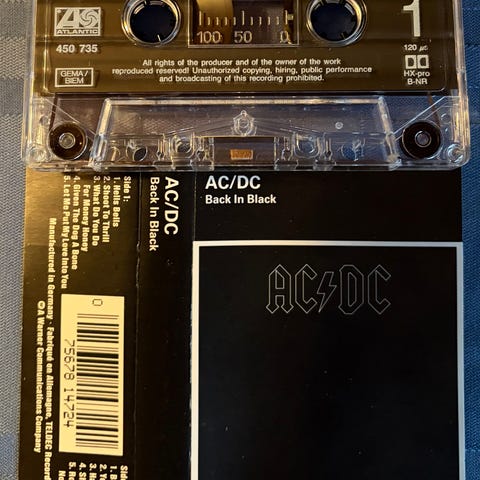 ATLANTIC
450 735
GEMA/
BIEM
100 50 0
All rights of the producer and of the owner of the work
reproduced reserved! Unauthorized copying, hiring, public performance
and broadcasting of this recording prohibited.
1
120 µs
HX-pro
B-NR
AC/DC
Back In Black
AC/DC
AC/DC
Back In Black
Side 1:
1. Hells Bells
2. Shoot To Thrill
3. What Do You Do
For Money Honey
4. Given The Dog A Bone
5. Let Me Put My Love Into You
Manufactured in Germany · Fabriqué en Allemagne, TELDEC Record
A Warner Communications Company
0
75678 14724